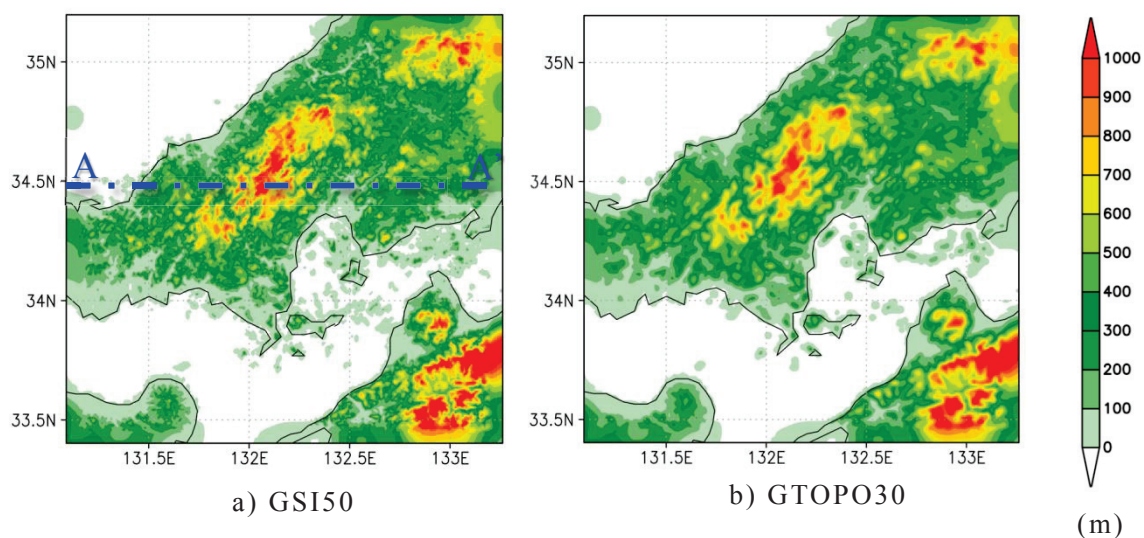 35N
34.5N
34N
33.5N
131.5E
132E
132.5E
133E
A
A'
a) GSI50
35N
34.5N
34N
33.5N
131.5E
132E
132.5E
133E
b) GTOPO30
1000
900
800
700
600
500
400
300
200
100
0
(m)